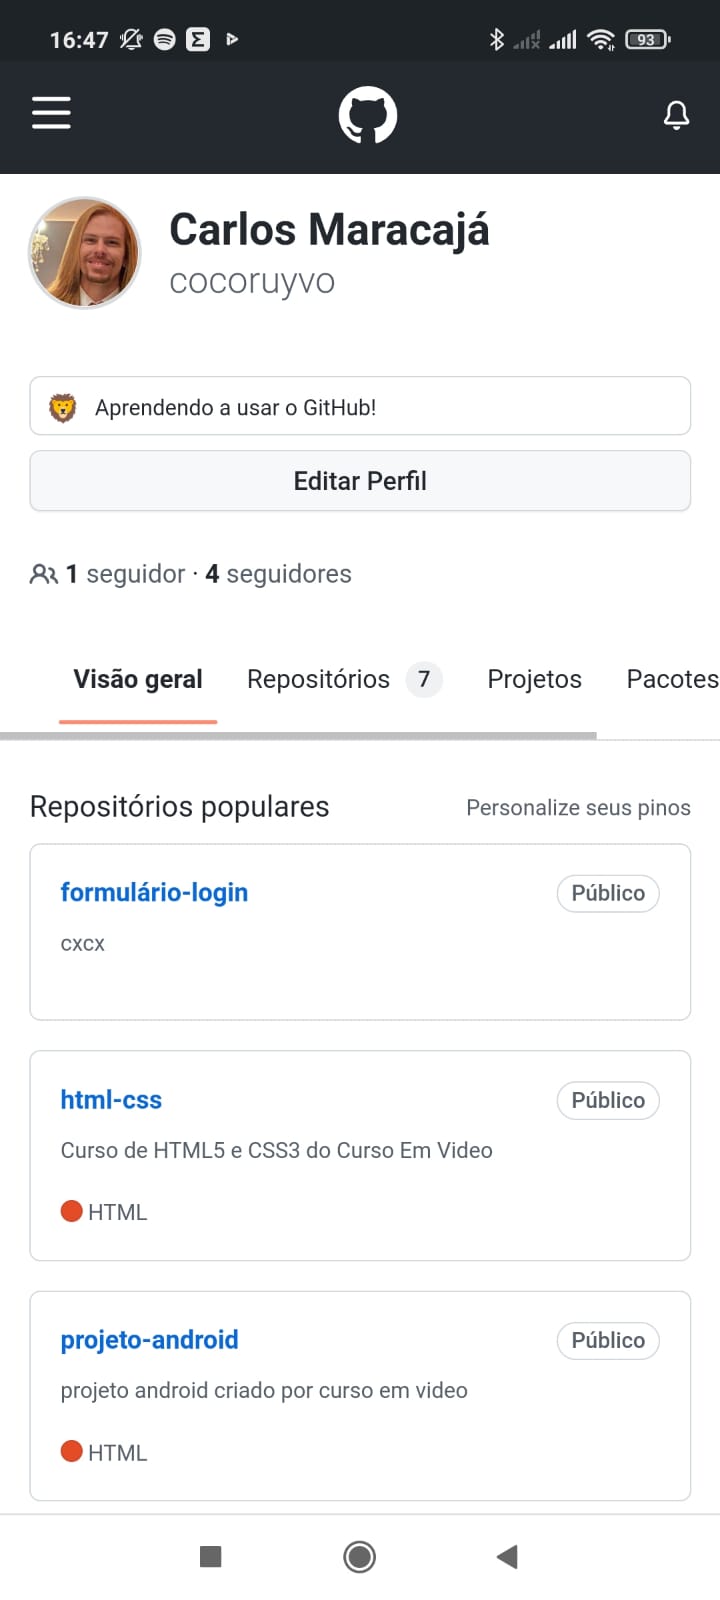 16:47 93
Carlos Maracajá
cocoruyvo
Aprendendo a usar o GitHub!
Editar Perfil
1 seguidor · 4 seguidores
Visão geral Repositórios 7 Projetos Pacotes
Repositórios populares Personalize seus pinos
formulário-login Público
cxcx
html-css Público
Curso de HTML5 e CSS3 do Curso Em Video
HTML
projeto-android Público
projeto android criado por curso em video
HTML